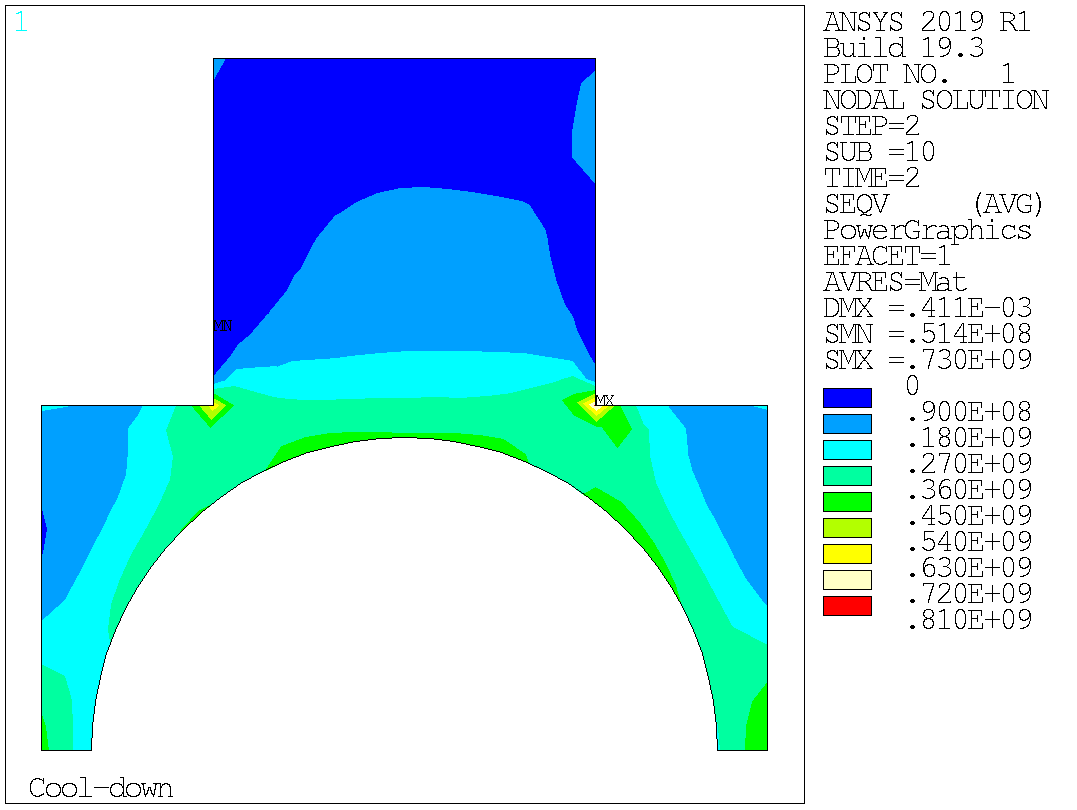 1
ANSYS 2019 R1
Build 19.3
PLOT NO. 1
NODAL SOLUTION
STEP=2
SUB =10
TIME=2
SEQV (AVG)
PowerGraphics
EFACET=1
AVRES=Mat
DMX =.411E-03
SMN =.514E+08
SMX =.730E+09
0
.900E+08
.180E+09
.270E+09
.360E+09
.450E+09
.540E+09
.630E+09
.720E+09
.810E+09
MN
MX
Cool-down